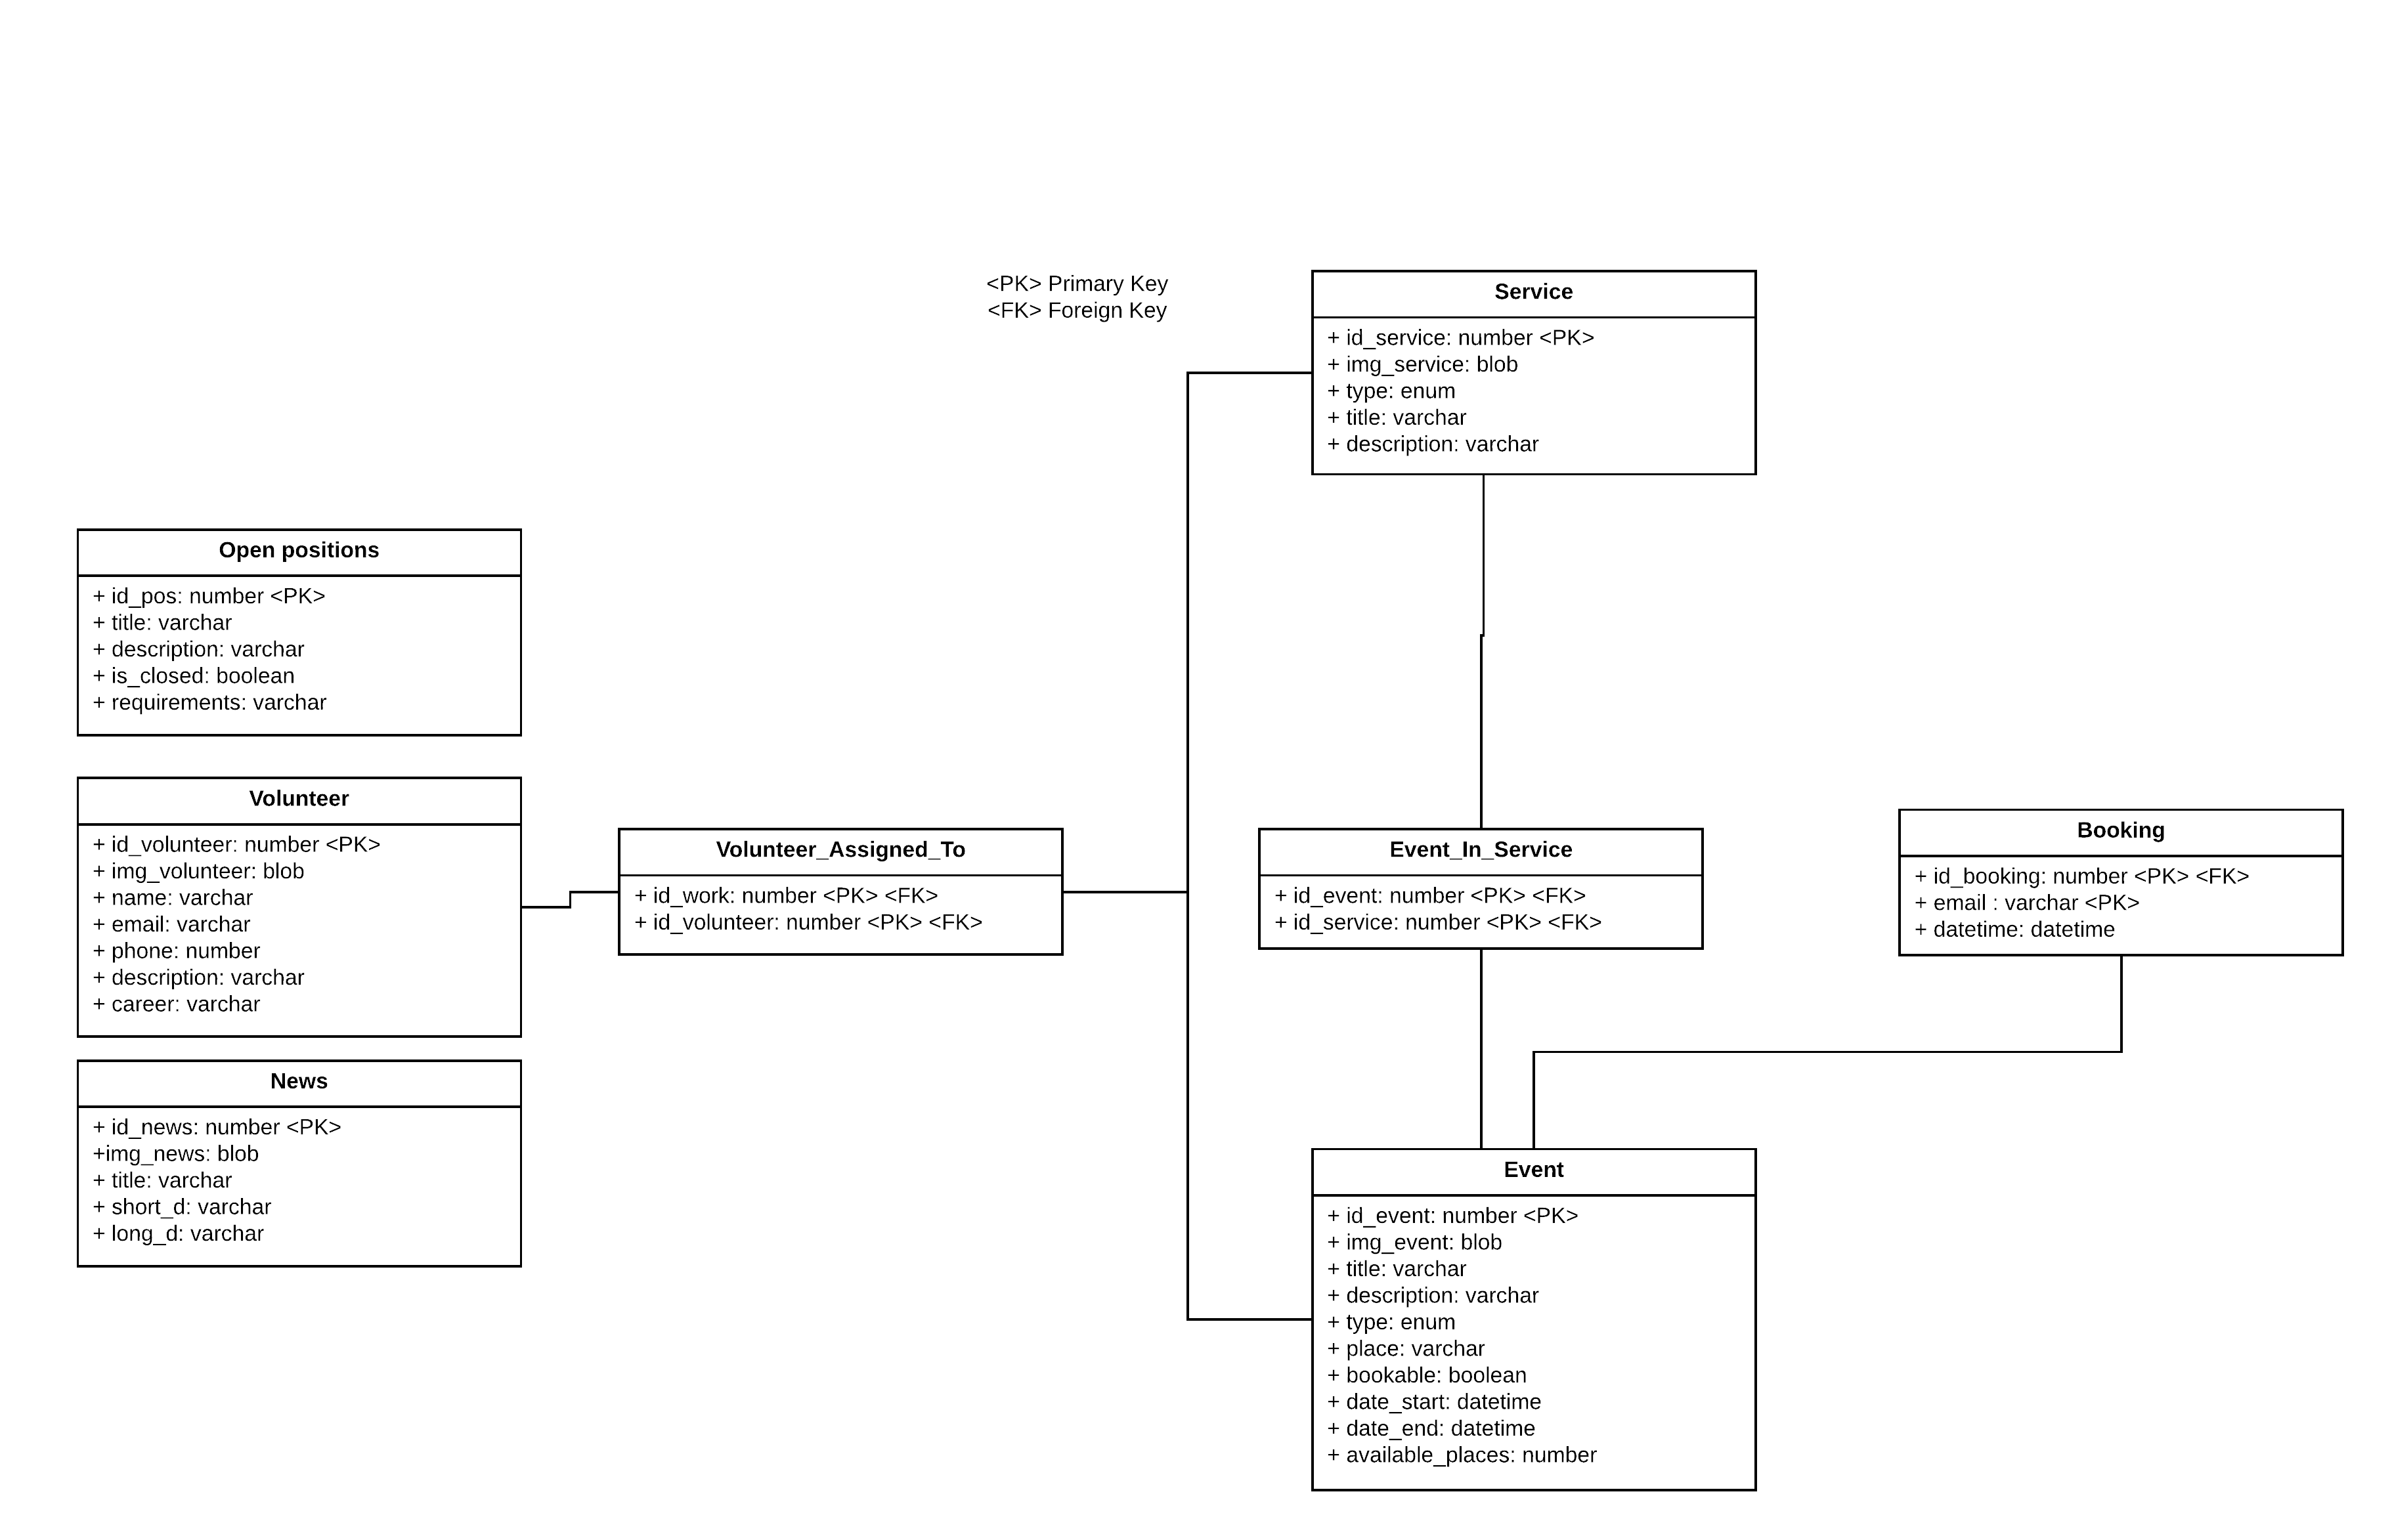 <PK> Primary Key
<FK> Foreign Key
Service
+ id_service: number <PK>
+ img_service: blob
+ type: enum
+ title: varchar
+ description: varchar
Open positions
+ id_pos: number <PK>
+ title: varchar
+ description: varchar
+ is_closed: boolean
+ requirements: varchar
Volunteer
+ id_volunteer: number <PK>
+ img_volunteer: blob
+ name: varchar
+ email: varchar
+ phone: number
+ description: varchar
+ career: varchar
Volunteer_Assigned_To
+ id_work: number <PK> <FK>
+ id_volunteer: number <PK> <FK>
Event_In_Service
+ id_event: number <PK> <FK>
+ id_service: number <PK> <FK>
Booking
+ id_booking: number <PK> <FK>
+ email : varchar <PK>
+ datetime: datetime
News
+ id_news: number <PK>
+img_news: blob
+ title: varchar
+ short_d: varchar
+ long_d: varchar
Event
+ id_event: number <PK>
+ img_event: blob
+ title: varchar
+ description: varchar
+ type: enum
+ place: varchar
+ bookable: boolean
+ date_start: datetime
+ date_end: datetime
+ available_places: number